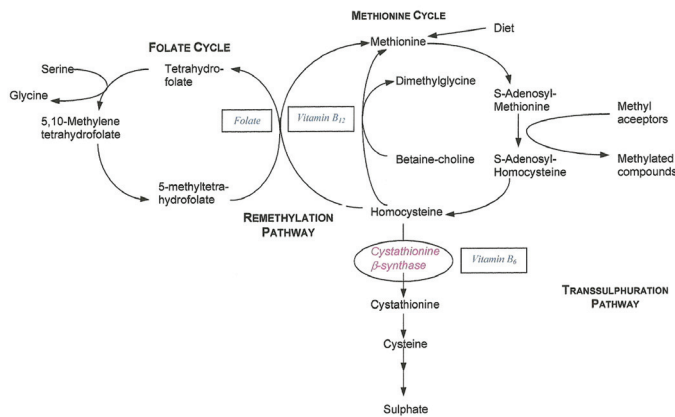 METHIONINE CYCLE
Diet
Methionine
FOLATE CYCLE
Serine
Tetrahydro-
folate
Dimethylglycine
Glycine
S-Adenosyl-
Methionine
5,10-Methylene
tetrahydrofolate
Folate
Vitamin B₁₂
Methyl
aceeptors
Betaine-choline
S-Adenosyl-
Homocysteine
Methylated
compounds
5-methyltetra-
hydrofolate
REMETHYLATION
PATHWAY
Homocysteine
Cystathionine
β-synthase
Vitamin B₆
TRANSSULPHURATION
PATHWAY
Cystathionine
Cysteine
Sulphate